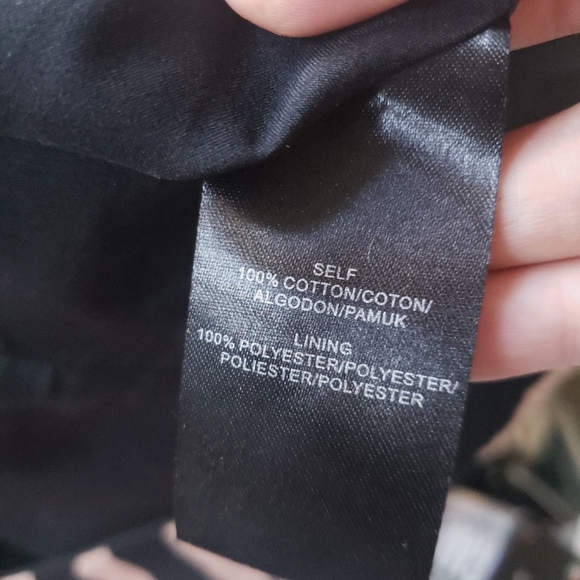 SELF
100% COTTON/COTON/
ALGODON/PAMUK
LINING
100% POLYESTER/POLYESTER/
POLIESTER/POLYESTER